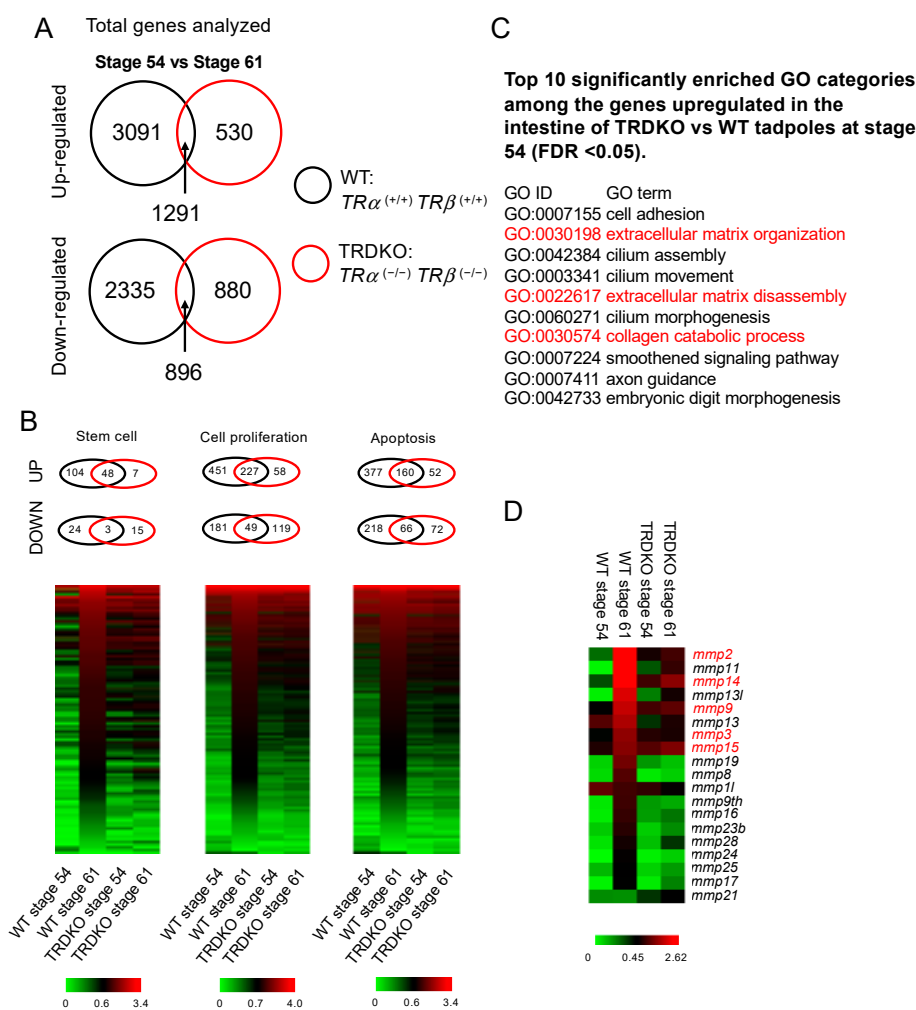 A
Total genes analyzed
Stage 54 vs Stage 61
Up-regulated
3091
530
1291
WT:
TRα (+/+) TRβ (+/+)
Down-regulated
2335
880
896
TRDKO:
TRα (−/−) TRβ (−/−)
B
Stem cell
Cell proliferation
Apoptosis
UP
104 48 7
451 227 58
377 160 52
DOWN
24 3 15
181 49 119
218 66 72
WT stage 54
WT stage 61
TRDKO stage 54
TRDKO stage 61
WT stage 54
WT stage 61
TRDKO stage 54
TRDKO stage 61
WT stage 54
WT stage 61
TRDKO stage 54
TRDKO stage 61
0 0.6 3.4
0 0.7 4.0
0 0.6 3.4
C
Top 10 significantly enriched GO categories
among the genes upregulated in the
intestine of TRDKO vs WT tadpoles at stage
54 (FDR <0.05).
GO ID GO term
GO:0007155 cell adhesion
GO:0030198 extracellular matrix organization
GO:0042384 cilium assembly
GO:0003341 cilium movement
GO:0022617 extracellular matrix disassembly
GO:0060271 cilium morphogenesis
GO:0030574 collagen catabolic process
GO:0007224 smoothened signaling pathway
GO:0007411 axon guidance
GO:0042733 embryonic digit morphogenesis
D
WT stage 54
WT stage 61
TRDKO stage 54
TRDKO stage 61
mmp2
mmp11
mmp14
mmp13l
mmp9
mmp13
mmp3
mmp15
mmp19
mmp8
mmp1l
mmp9th
mmp16
mmp23b
mmp28
mmp24
mmp25
mmp17
mmp21
0 0.45 2.62